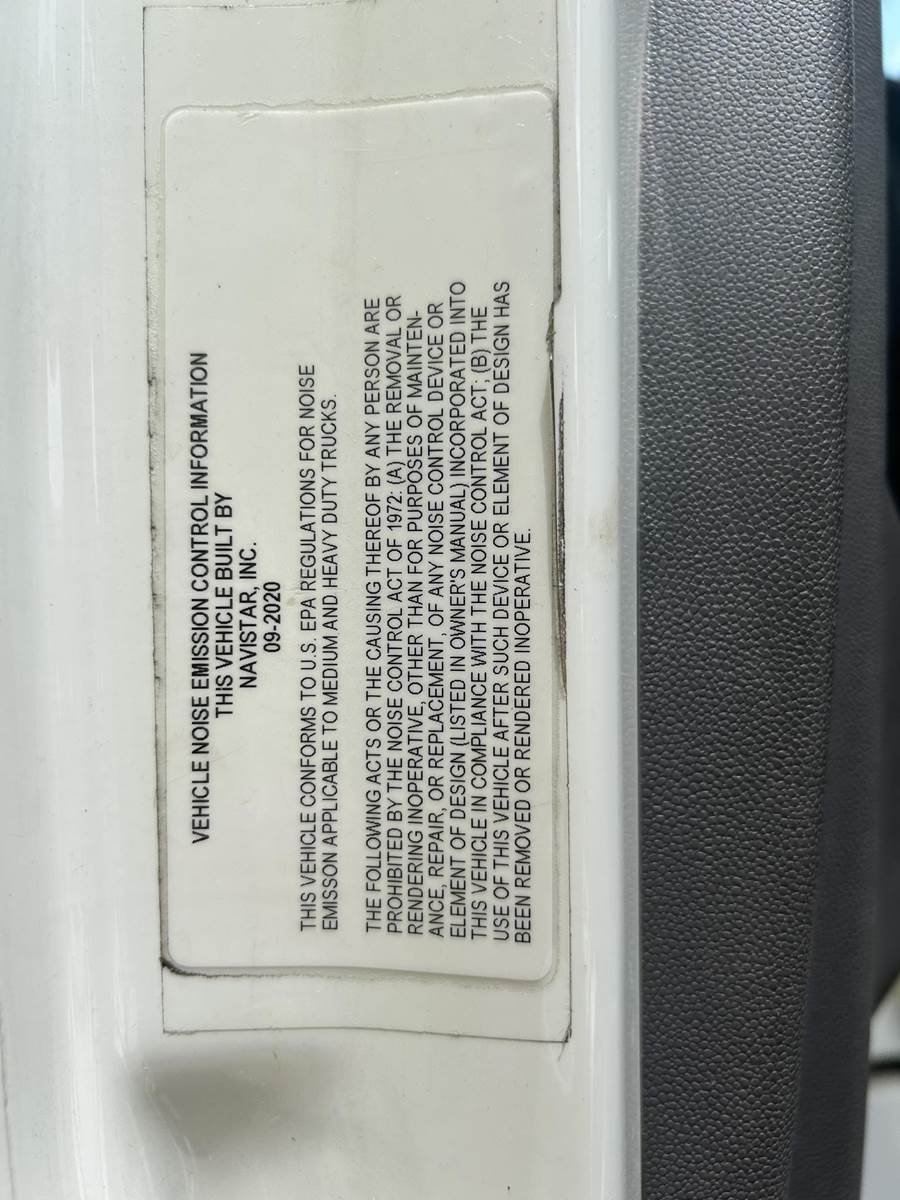 VEHICLE NOISE EMISSION CONTROL INFORMATION
THIS VEHICLE BUILT BY
NAVISTAR, INC.
09-2020
THIS VEHICLE CONFORMS TO U.S. EPA REGULATIONS FOR NOISE
EMISSON APPLICABLE TO MEDIUM AND HEAVY DUTY TRUCKS.
THE FOLLOWING ACTS OR THE CAUSING THEREOF BY ANY PERSON ARE
PROHIBITED BY THE NOISE CONTROL ACT OF 1972: (A) THE REMOVAL OR
RENDERING INOPERATIVE, OTHER THAN FOR PURPOSES OF MAINTEN-
ANCE, REPAIR, OR REPLACEMENT, OF ANY NOISE CONTROL DEVICE OR
ELEMENT OF DESIGN (LISTED IN OWNER'S MANUAL) INCORPORATED INTO
THIS VEHICLE IN COMPLIANCE WITH THE NOISE CONTROL ACT; (B) THE
USE OF THIS VEHICLE AFTER SUCH DEVICE OR ELEMENT OF DESIGN HAS
BEEN REMOVED OR RENDERED INOPERATIVE.